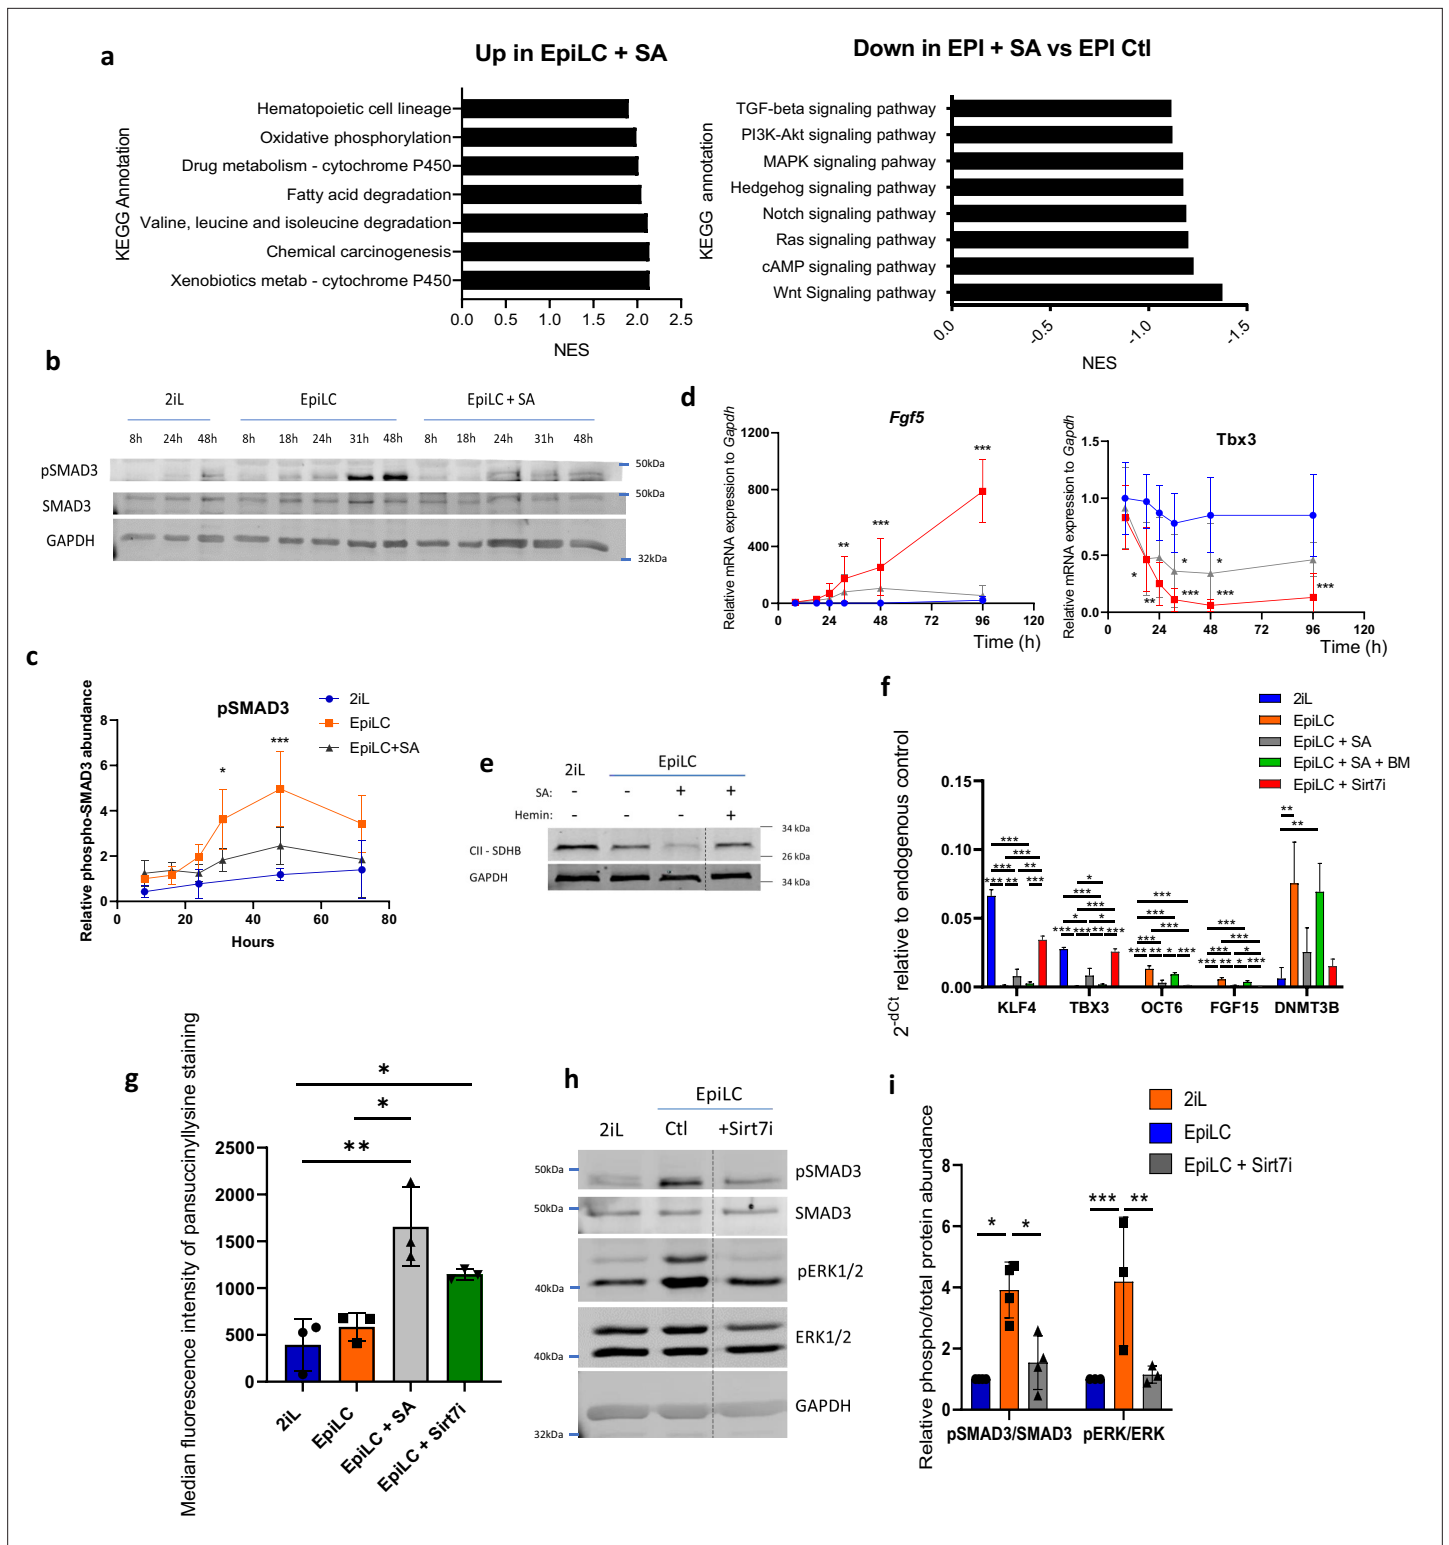 a
Up in EpiLC + SA
KEGG Annotation
Hematopoietic cell lineage
Oxidative phosphorylation
Drug metabolism - cytochrome P450
Fatty acid degradation
Valine, leucine and isoleucine degradation
Chemical carcinogenesis
Xenobiotics metab - cytochrome P450
0.0 0.5 1.0 1.5 2.0 2.5
NES
Down in EPI + SA vs EPI Ctl
KEGG annotation
TGF-beta signaling pathway
PI3K-Akt signaling pathway
MAPK signaling pahway
Hedgehog signaling pathway
Notch signaling pathway
Ras signaling pathway
cAMP signaling pathway
Wnt Signaling pathway
0.0 -0.5 -1.0 -1.5
NES
b
2iL EpiLC EpiLC + SA
8h 24h 48h 8h 18h 24h 31h 48h 8h 18h 24h 31h 48h
pSMAD3
50kDa
SMAD3
50kDa
GAPDH
32kDa
c
pSMAD3
Relative phospho-SMAD3 abundance
2iL
EpiLC
EpiLC+SA
8
6
4
2
0
* ***
0 20 40 60 80
Hours
d
Fgf5
Relative mRNA expression to Gapdh
1200
800
400
0
** *** ***
0 24 48 72 96 120
Time (h)
Tbx3
Relative mRNA expression to Gapdh
1.5
1.0
0.5
0.0
* *
* ** *** *** ***
0 24 48 72 96 120
Time (h)
e
2iL EpiLC
SA: - - + +
Hemin: - - - +
34 kDa
CII - SDHB
26 kDa
GAPDH
34 kDa
f
2iL
EpiLC
EpiLC + SA
EpiLC + SA + BM
EpiLC + Sirt7i
2^-dCt relative to endogenous control
0.15
0.10
0.05
0.00
***
*** ***
*** **
*** ** ***
*
*** ***
* *
*** *** ** ***
***
***
*** ***
*** ** * ***
***
***
*** *
*** ** * ***
**
**
KLF4 TBX3 OCT6 FGF15 DNMT3B
g
Median fluorescence intensity of pansuccinyllysine staining
2500
2000
1500
1000
500
0
*
*
**
2iL
EpiLC
EpiLC + SA
EpiLC + Sirt7i
h
EpiLC
2iL Ctl +Sirt7i
50kDa
pSMAD3
50kDa
SMAD3
pERK1/2
40kDa
ERK1/2
40kDa
GAPDH
32kDa
i
2iL
EpiLC
EpiLC + Sirt7i
Relative phospho/total protein abundance
8
6
4
2
0
* * *** **
pSMAD3/SMAD3 pERK/ERK